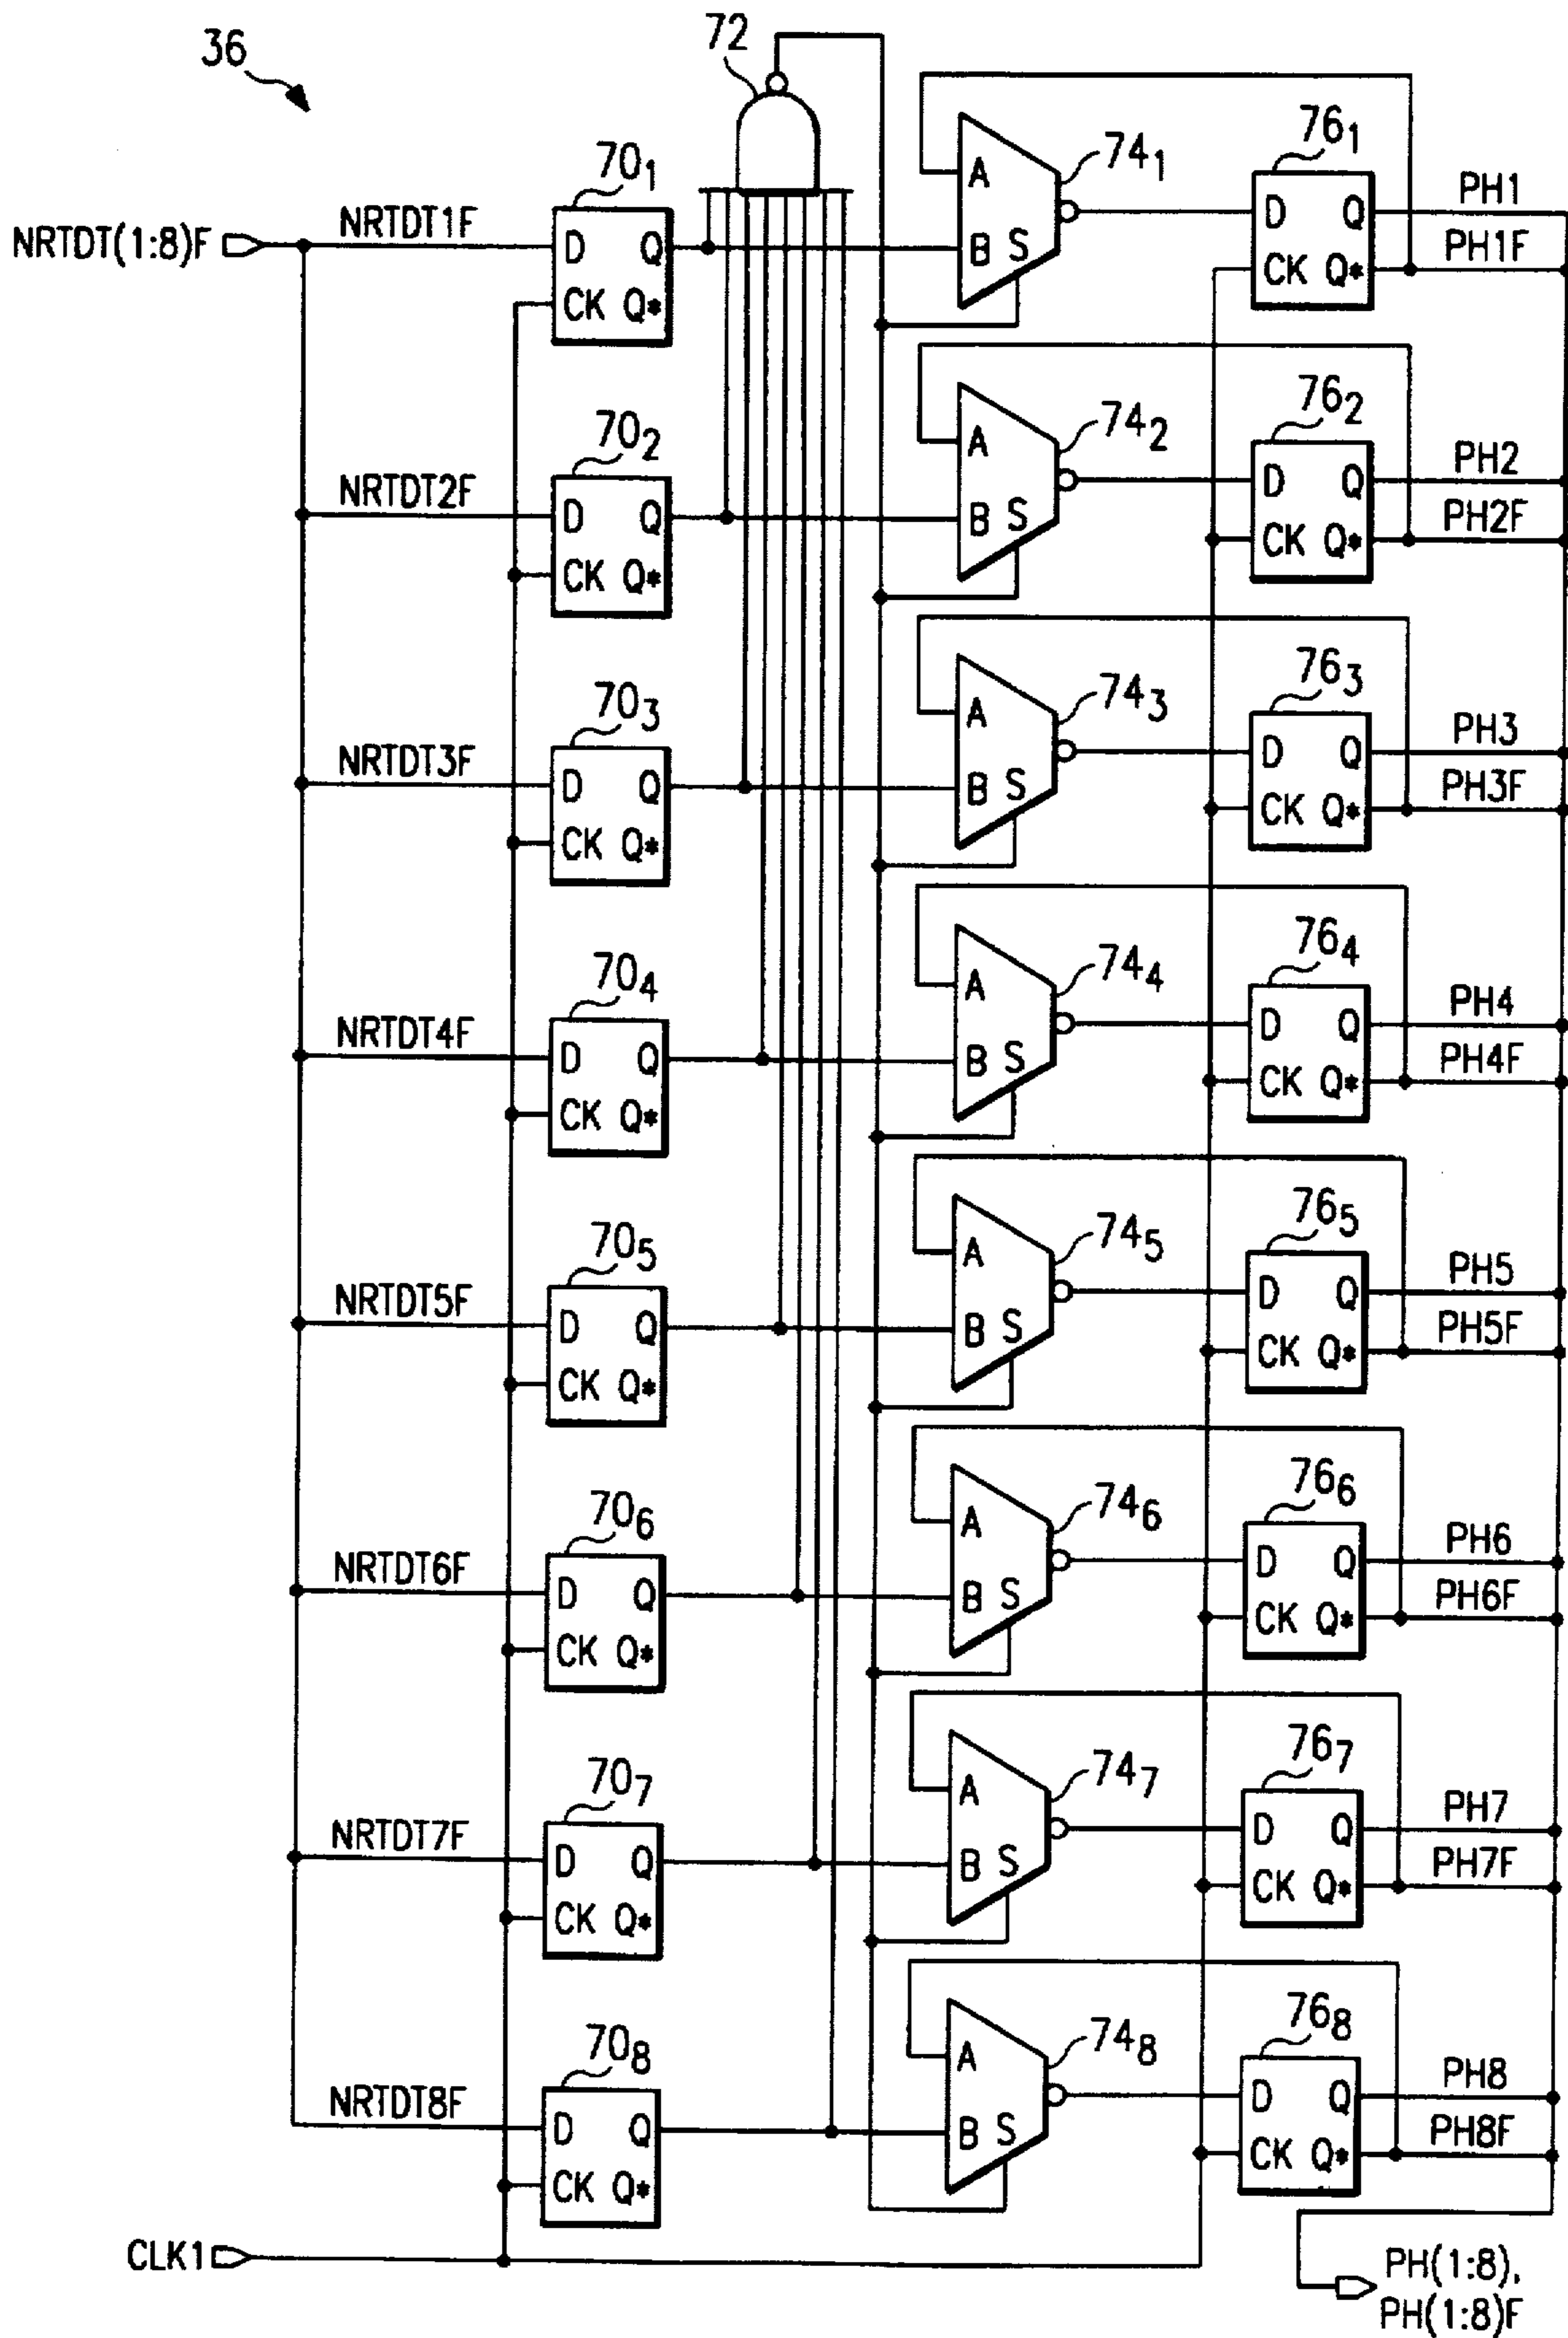 36
72
70₁
74₁
76₁
NRTDT(1:8)F
NRTDT1F
D Q
CK Q*
A
B S
D Q
CK Q*
PH1
PH1F
70₂
74₂
76₂
NRTDT2F
D Q
CK Q*
A
B S
D Q
CK Q*
PH2
PH2F
70₃
74₃
76₃
NRTDT3F
D Q
CK Q*
A
B S
D Q
CK Q*
PH3
PH3F
70₄
74₄
76₄
NRTDT4F
D Q
CK Q*
A
B S
D Q
CK Q*
PH4
PH4F
70₅
74₅
76₅
NRTDT5F
D Q
CK Q*
A
B S
D Q
CK Q*
PH5
PH5F
70₆
74₆
76₆
NRTDT6F
D Q
CK Q*
A
B S
D Q
CK Q*
PH6
PH6F
70₇
74₇
76₇
NRTDT7F
D Q
CK Q*
A
B S
D Q
CK Q*
PH7
PH7F
70₈
74₈
76₈
NRTDT8F
D Q
CK Q*
A
B S
D Q
CK Q*
PH8
PH8F
CLK1
PH(1:8),
PH(1:8)F